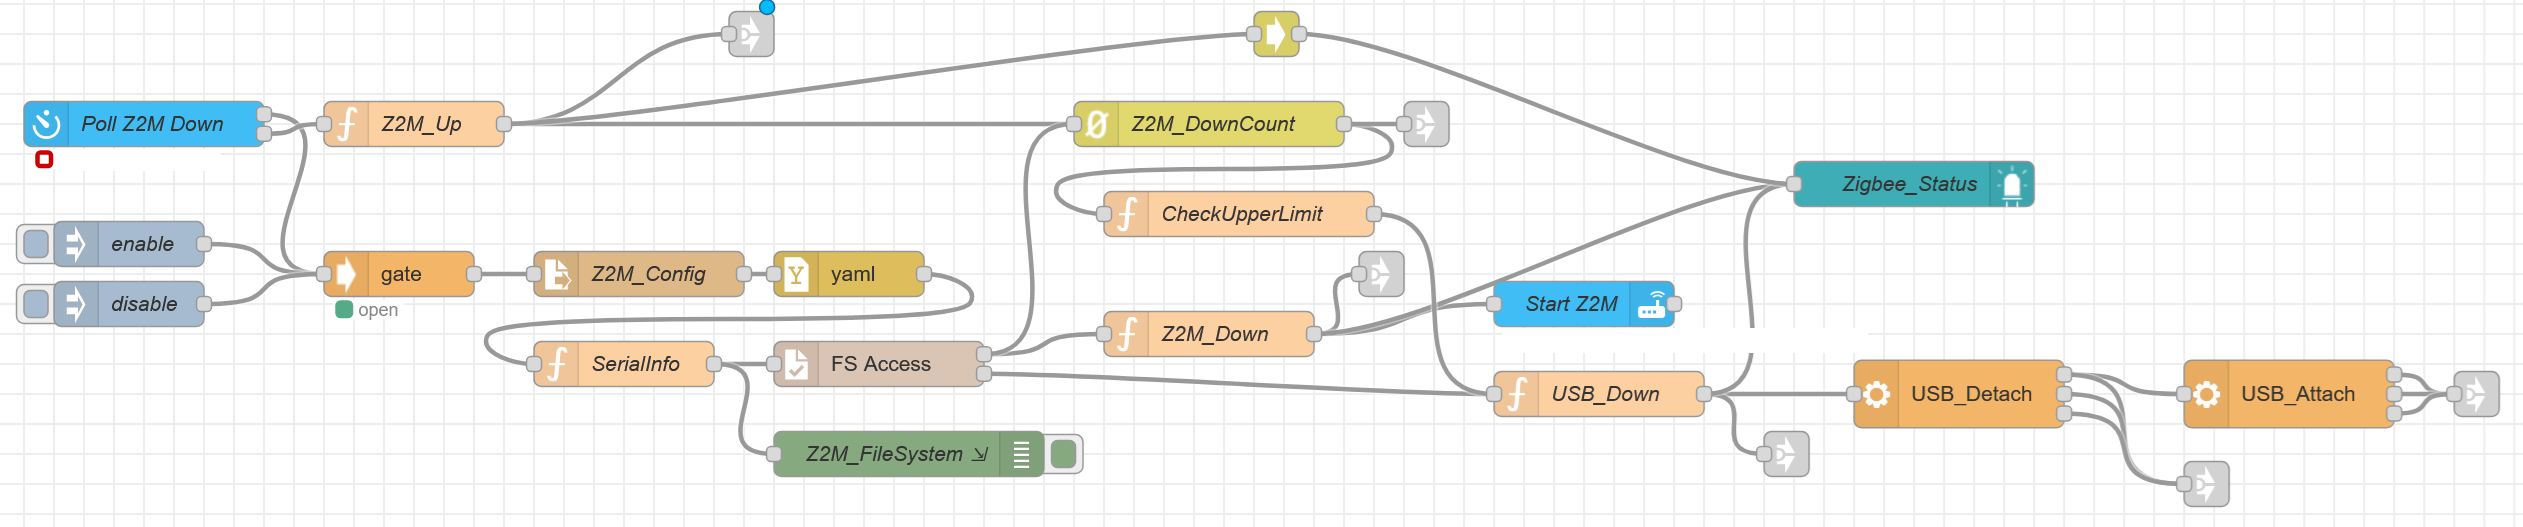 Poll Z2M Down
Z2M_Up
Z2M_DownCount
Zigbee_Status
CheckUpperLimit
enable
gate
Z2M_Config
yaml
disable
open
Start Z2M
Z2M_Down
SerialInfo
FS Access
USB_Down
USB_Detach
USB_Attach
Z2M_FileSystem ⇲